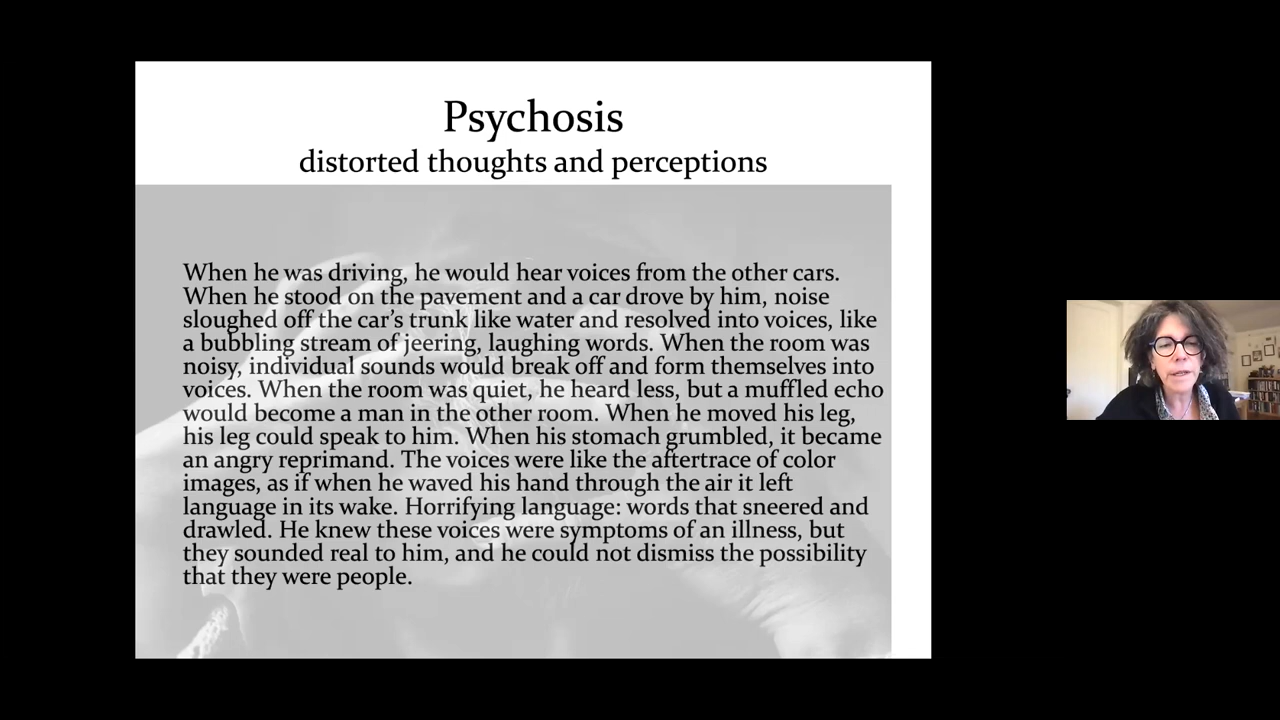 Psychosis
distorted thoughts and perceptions
When he was driving, he would hear voices from the other cars.
When he stood on the pavement and a car drove by him, noise
sloughed off the car’s trunk like water and resolved into voices, like
a bubbling stream of jeering, laughing words. When the room was
noisy, individual sounds would break off and form themselves into
voices. When the room was quiet, he heard less, but a muffled echo
would become a man in the other room. When he moved his leg,
his leg could speak to him. When his stomach grumbled, it became
an angry reprimand. The voices were like the aftertrace of color
images, as if when he waved his hand through the air it left
language in its wake. Horrifying language: words that sneered and
drawled. He knew these voices were symptoms of an illness, but
they sounded real to him, and he could not dismiss the possibility
that they were people.